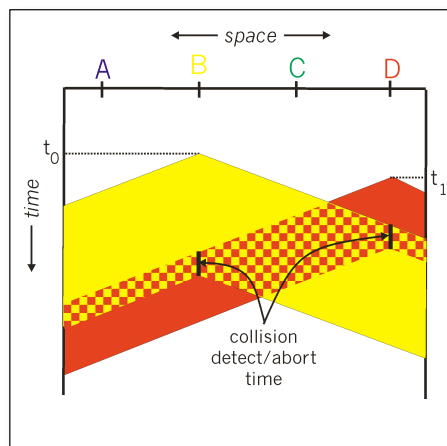 space
A B C D
t0
t1
time
collision
detect/abort
time